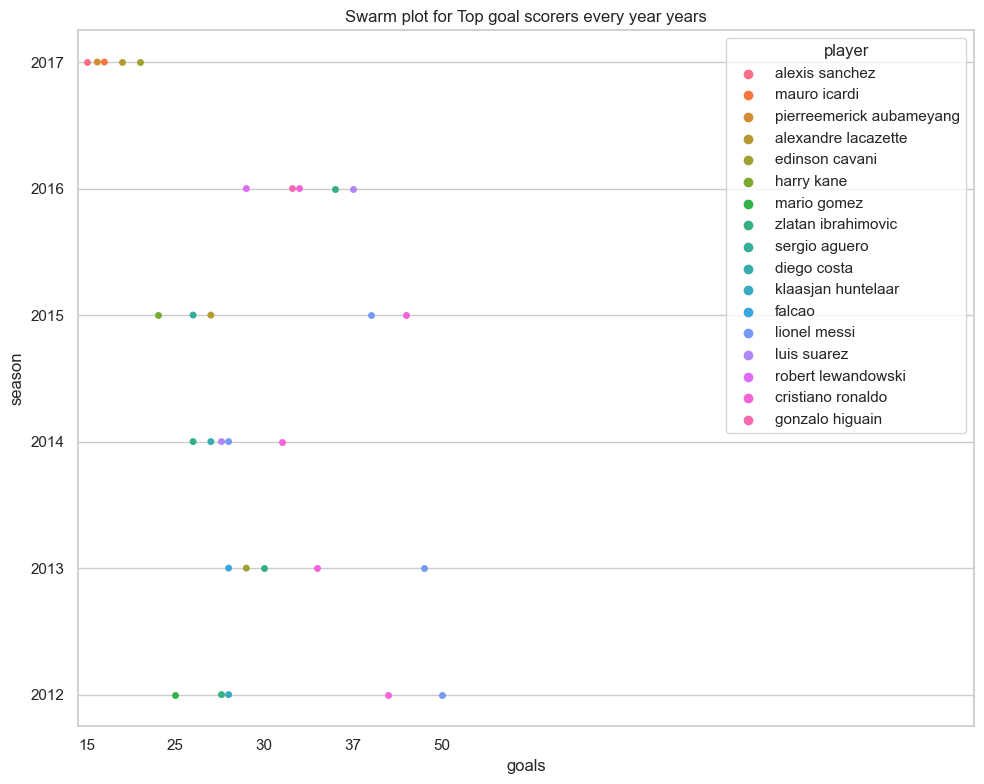 Swarm plot for Top goal scorers every year years
player
alexis sanchez
mauro icardi
pierreemerick aubameyang
alexandre lacazette
edinson cavani
harry kane
mario gomez
zlatan ibrahimovic
sergio aguero
diego costa
klaasjan huntelaar
falcao
lionel messi
luis suarez
robert lewandowski
cristiano ronaldo
gonzalo higuain
season
2017
2016
2015
2014
2013
2012
15 25 30 37 50
goals